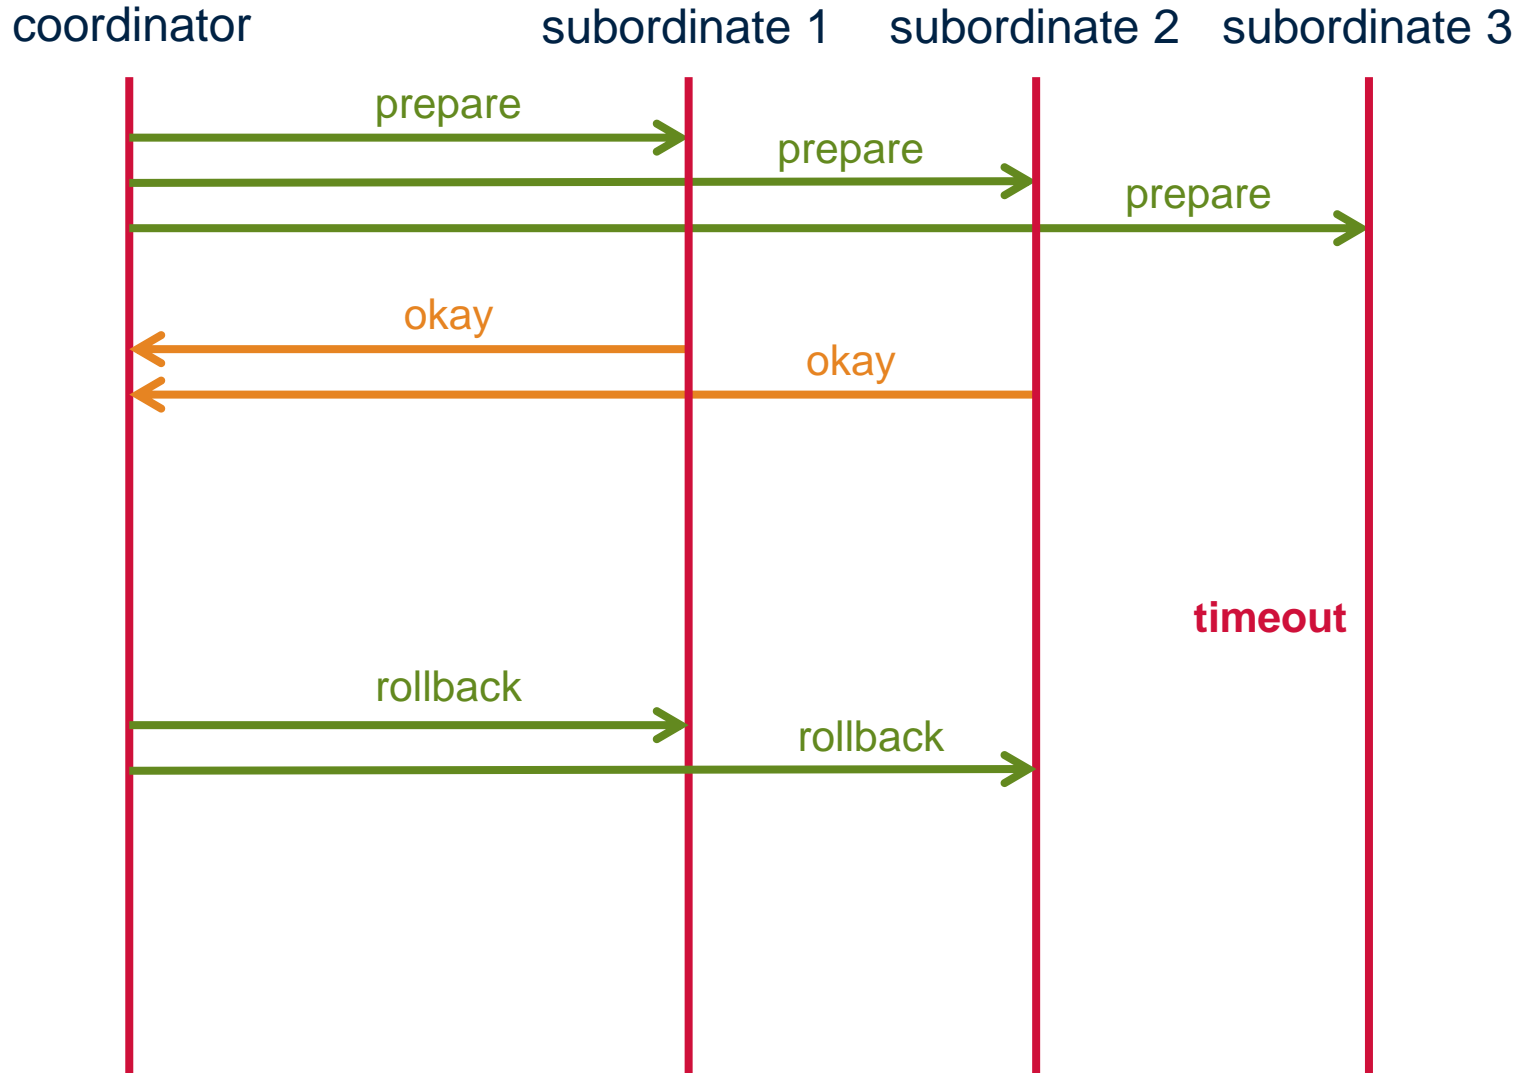 coordinator subordinate 1 subordinate 2 subordinate 3
prepare
prepare
prepare
okay
okay
timeout
rollback
rollback